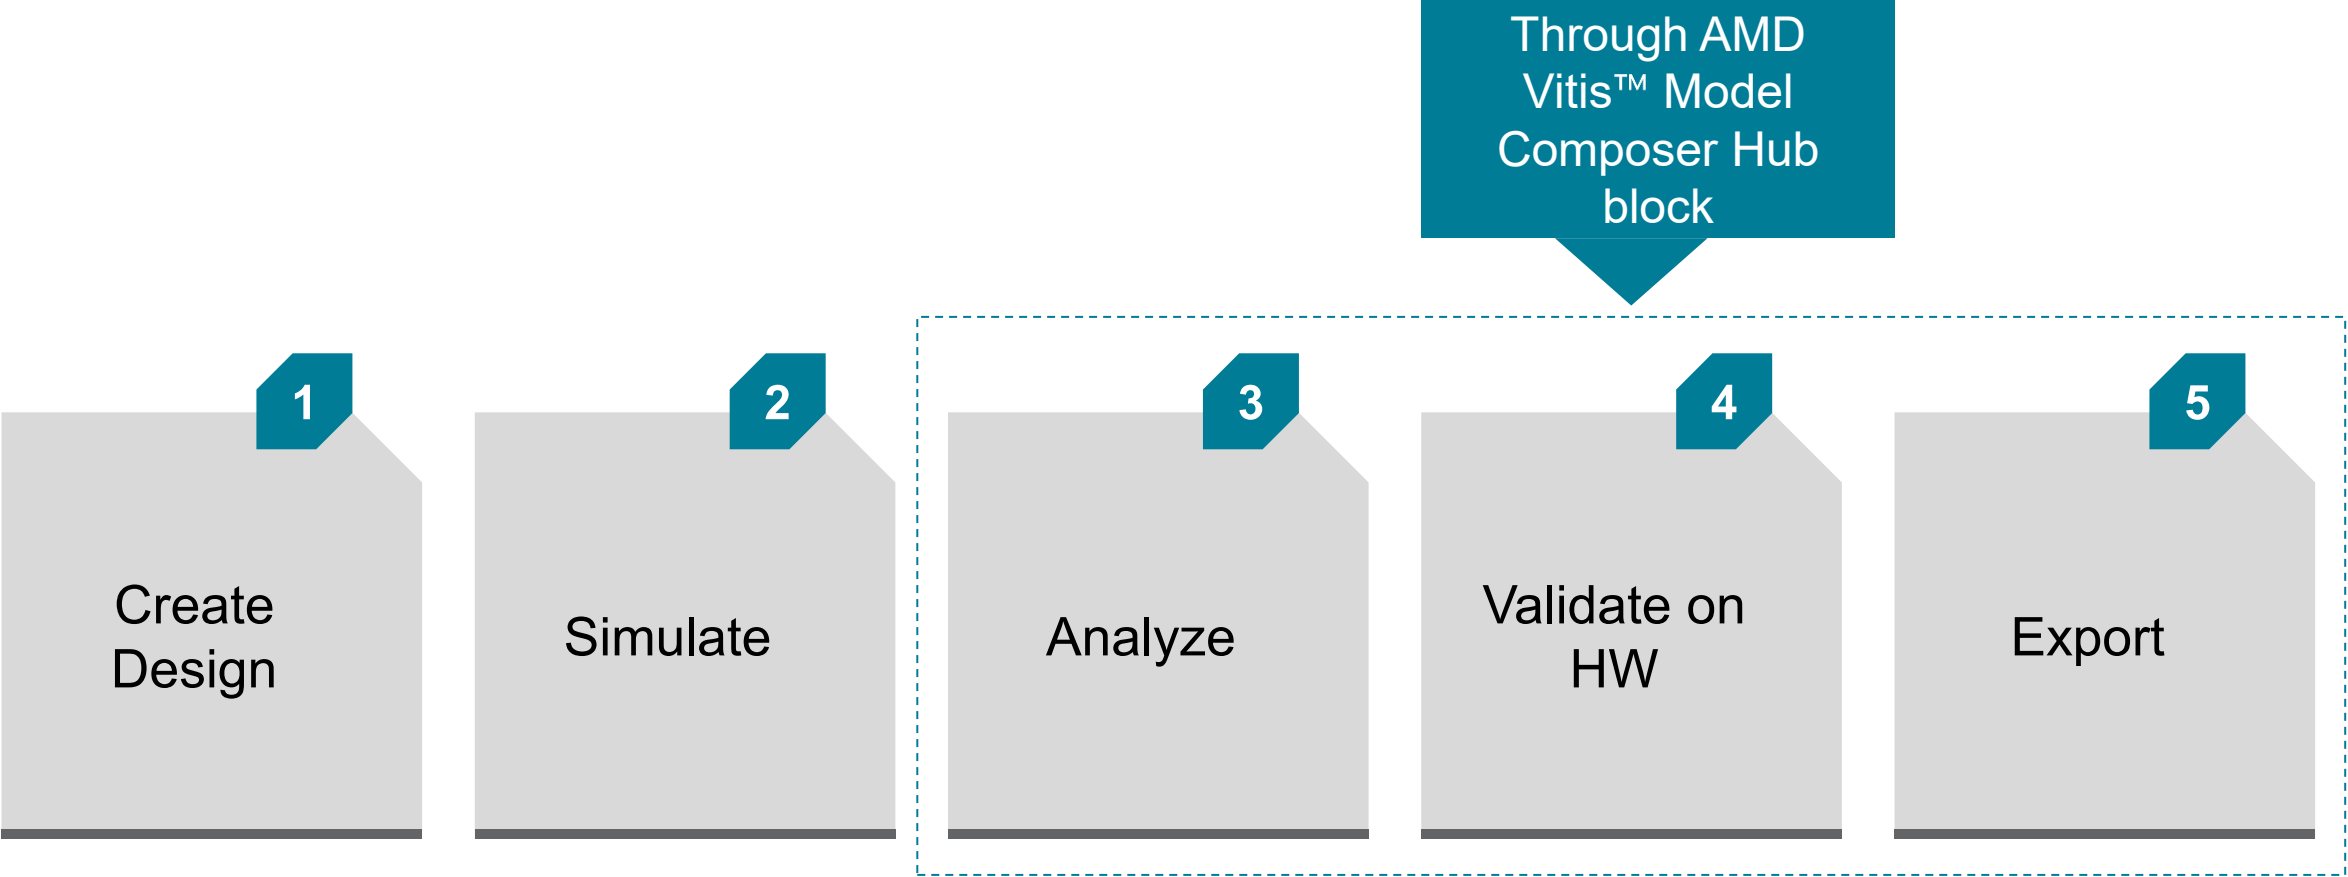 Through AMD
Vitis™ Model
Composer Hub
block
1
2
3
4
5
Create
Design
Simulate
Analyze
Validate on
HW
Export